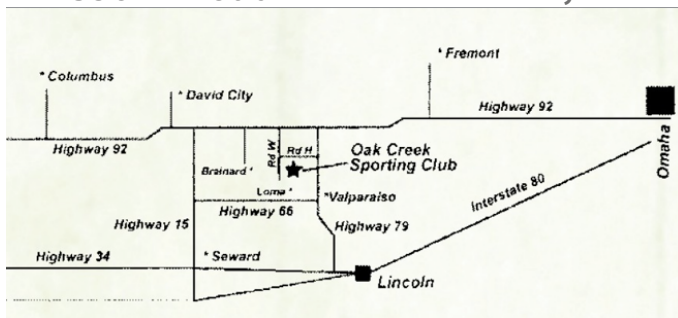 * Fremont
* Columbus
* David City
Highway 92
Omaha
Highway 92
Rd W
Rd H
Oak Creek
Sporting Club
Brainard *
Loma *
*Valparaiso
Interstate 80
Highway 66
Highway 15
Highway 79
Highway 34
* Seward
Lincoln